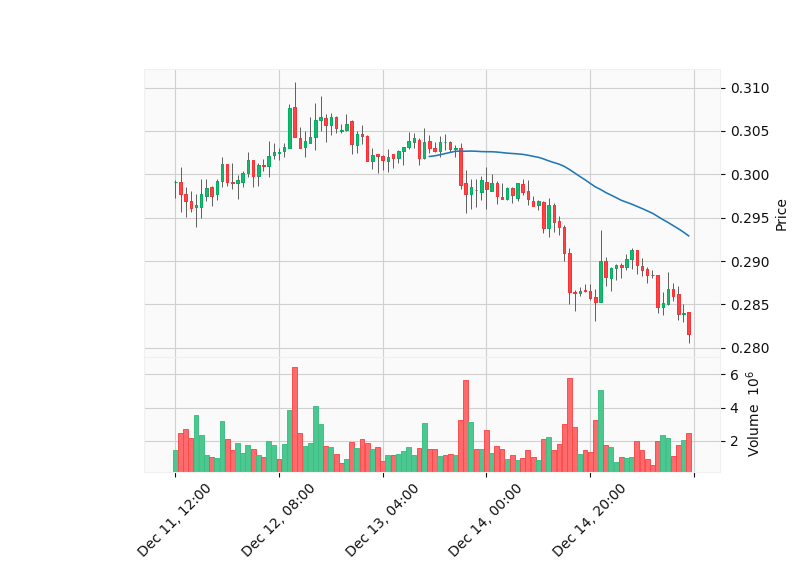 0.310
0.305
0.300
0.295
0.290
0.285
0.280
Price
6
4
2
Volume 10^6
Dec 11, 12:00
Dec 12, 08:00
Dec 13, 04:00
Dec 14, 00:00
Dec 14, 20:00